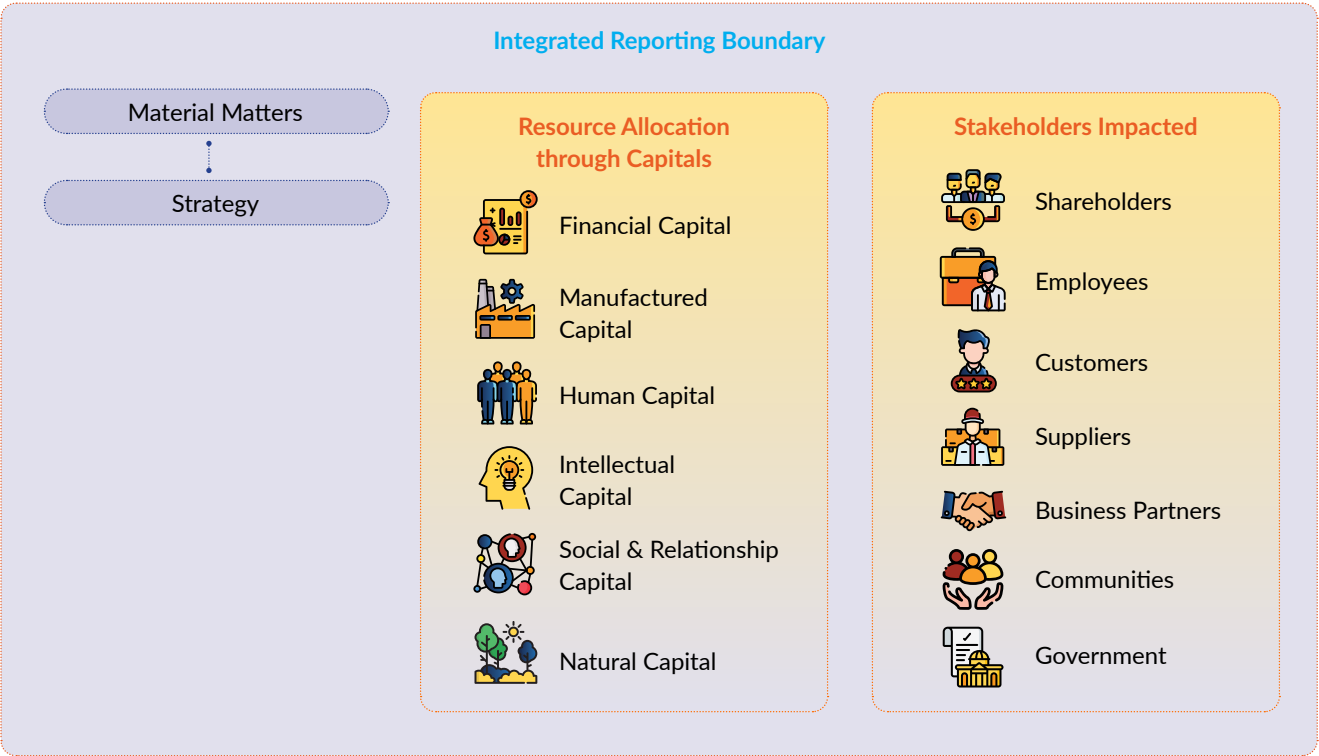 Integrated Reporting Boundary
Material Matters
Strategy
Resource Allocation
through Capitals
Financial Capital
Manufactured
Capital
Human Capital
Intellectual
Capital
Social & Relationship
Capital
Natural Capital
Stakeholders Impacted
Shareholders
Employees
Customers
Suppliers
Business Partners
Communities
Government